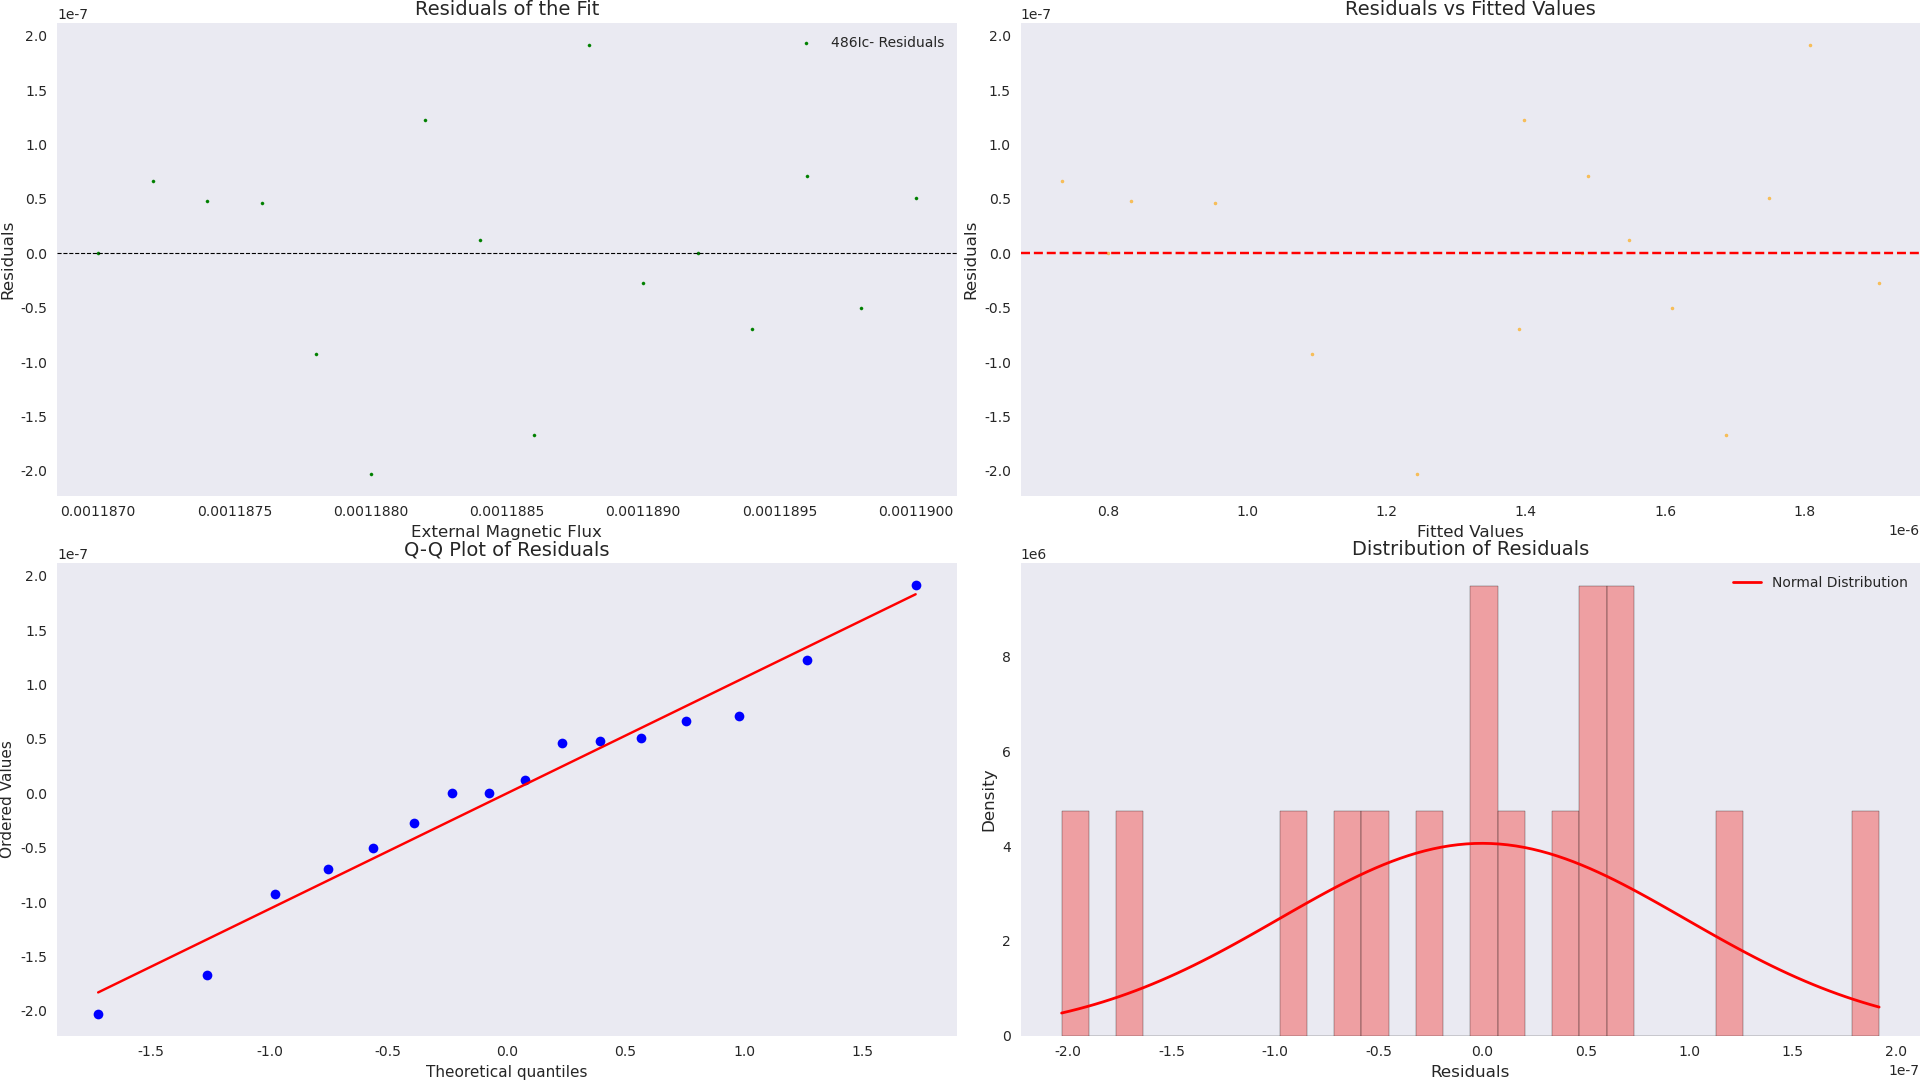 Residuals of the Fit
1e-7
486Ic- Residuals
2.0
1.5
1.0
0.5
0.0
-0.5
-1.0
-1.5
-2.0
Residuals
0.0011870 0.0011875 0.0011880 0.0011885 0.0011890 0.0011895 0.0011900
External Magnetic Flux
Residuals vs Fitted Values
1e-7
2.0
1.5
1.0
0.5
0.0
-0.5
-1.0
-1.5
-2.0
Residuals
0.8 1.0 1.2 1.4 1.6 1.8
1e-6
Fitted Values
Q-Q Plot of Residuals
1e-7
2.0
1.5
1.0
0.5
0.0
-0.5
-1.0
-1.5
-2.0
Ordered Values
-1.5 -1.0 -0.5 0.0 0.5 1.0 1.5
Theoretical quantiles
Distribution of Residuals
1e6
Normal Distribution
8
6
4
2
0
Density
-2.0 -1.5 -1.0 -0.5 0.0 0.5 1.0 1.5 2.0
1e-7
Residuals